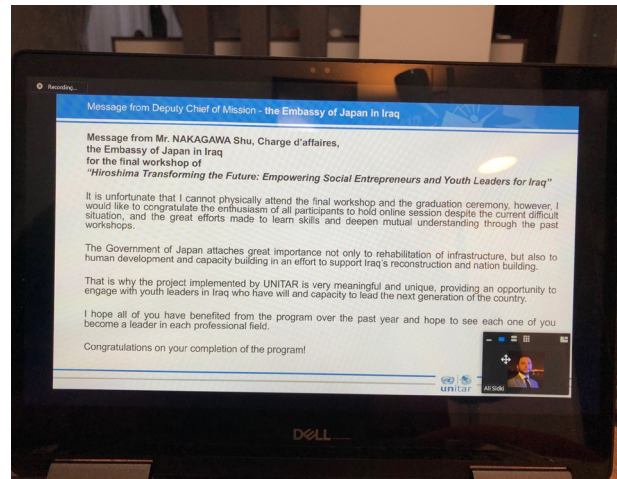 Recording...
Message from Deputy Chief of Mission - the Embassy of Japan in Iraq
Message from Mr. NAKAGAWA Shu, Charge d'affaires,
the Embassy of Japan in Iraq
for the final workshop of
"Hiroshima Transforming the Future: Empowering Social Entrepreneurs and Youth Leaders for Iraq"
It is unfortunate that I cannot physically attend the final workshop and the graduation ceremony, however, I
would like to congratulate the enthusiasm of all participants to hold online session despite the current difficult
situation, and the great efforts made to learn skills and deepen mutual understanding through the past
workshops.
The Government of Japan attaches great importance not only to rehabilitation of infrastructure, but also to
human development and capacity building in an effort to support Iraq's reconstruction and nation building.
That is why the project implemented by UNITAR is very meaningful and unique, providing an opportunity to
engage with youth leaders in Iraq who have will and capacity to lead the next generation of the country.
I hope all of you have benefited from the program over the past year and hope to see each one of you
become a leader in each professional field.
Congratulations on your completion of the program!
unitar
Ali Sidki
DELL